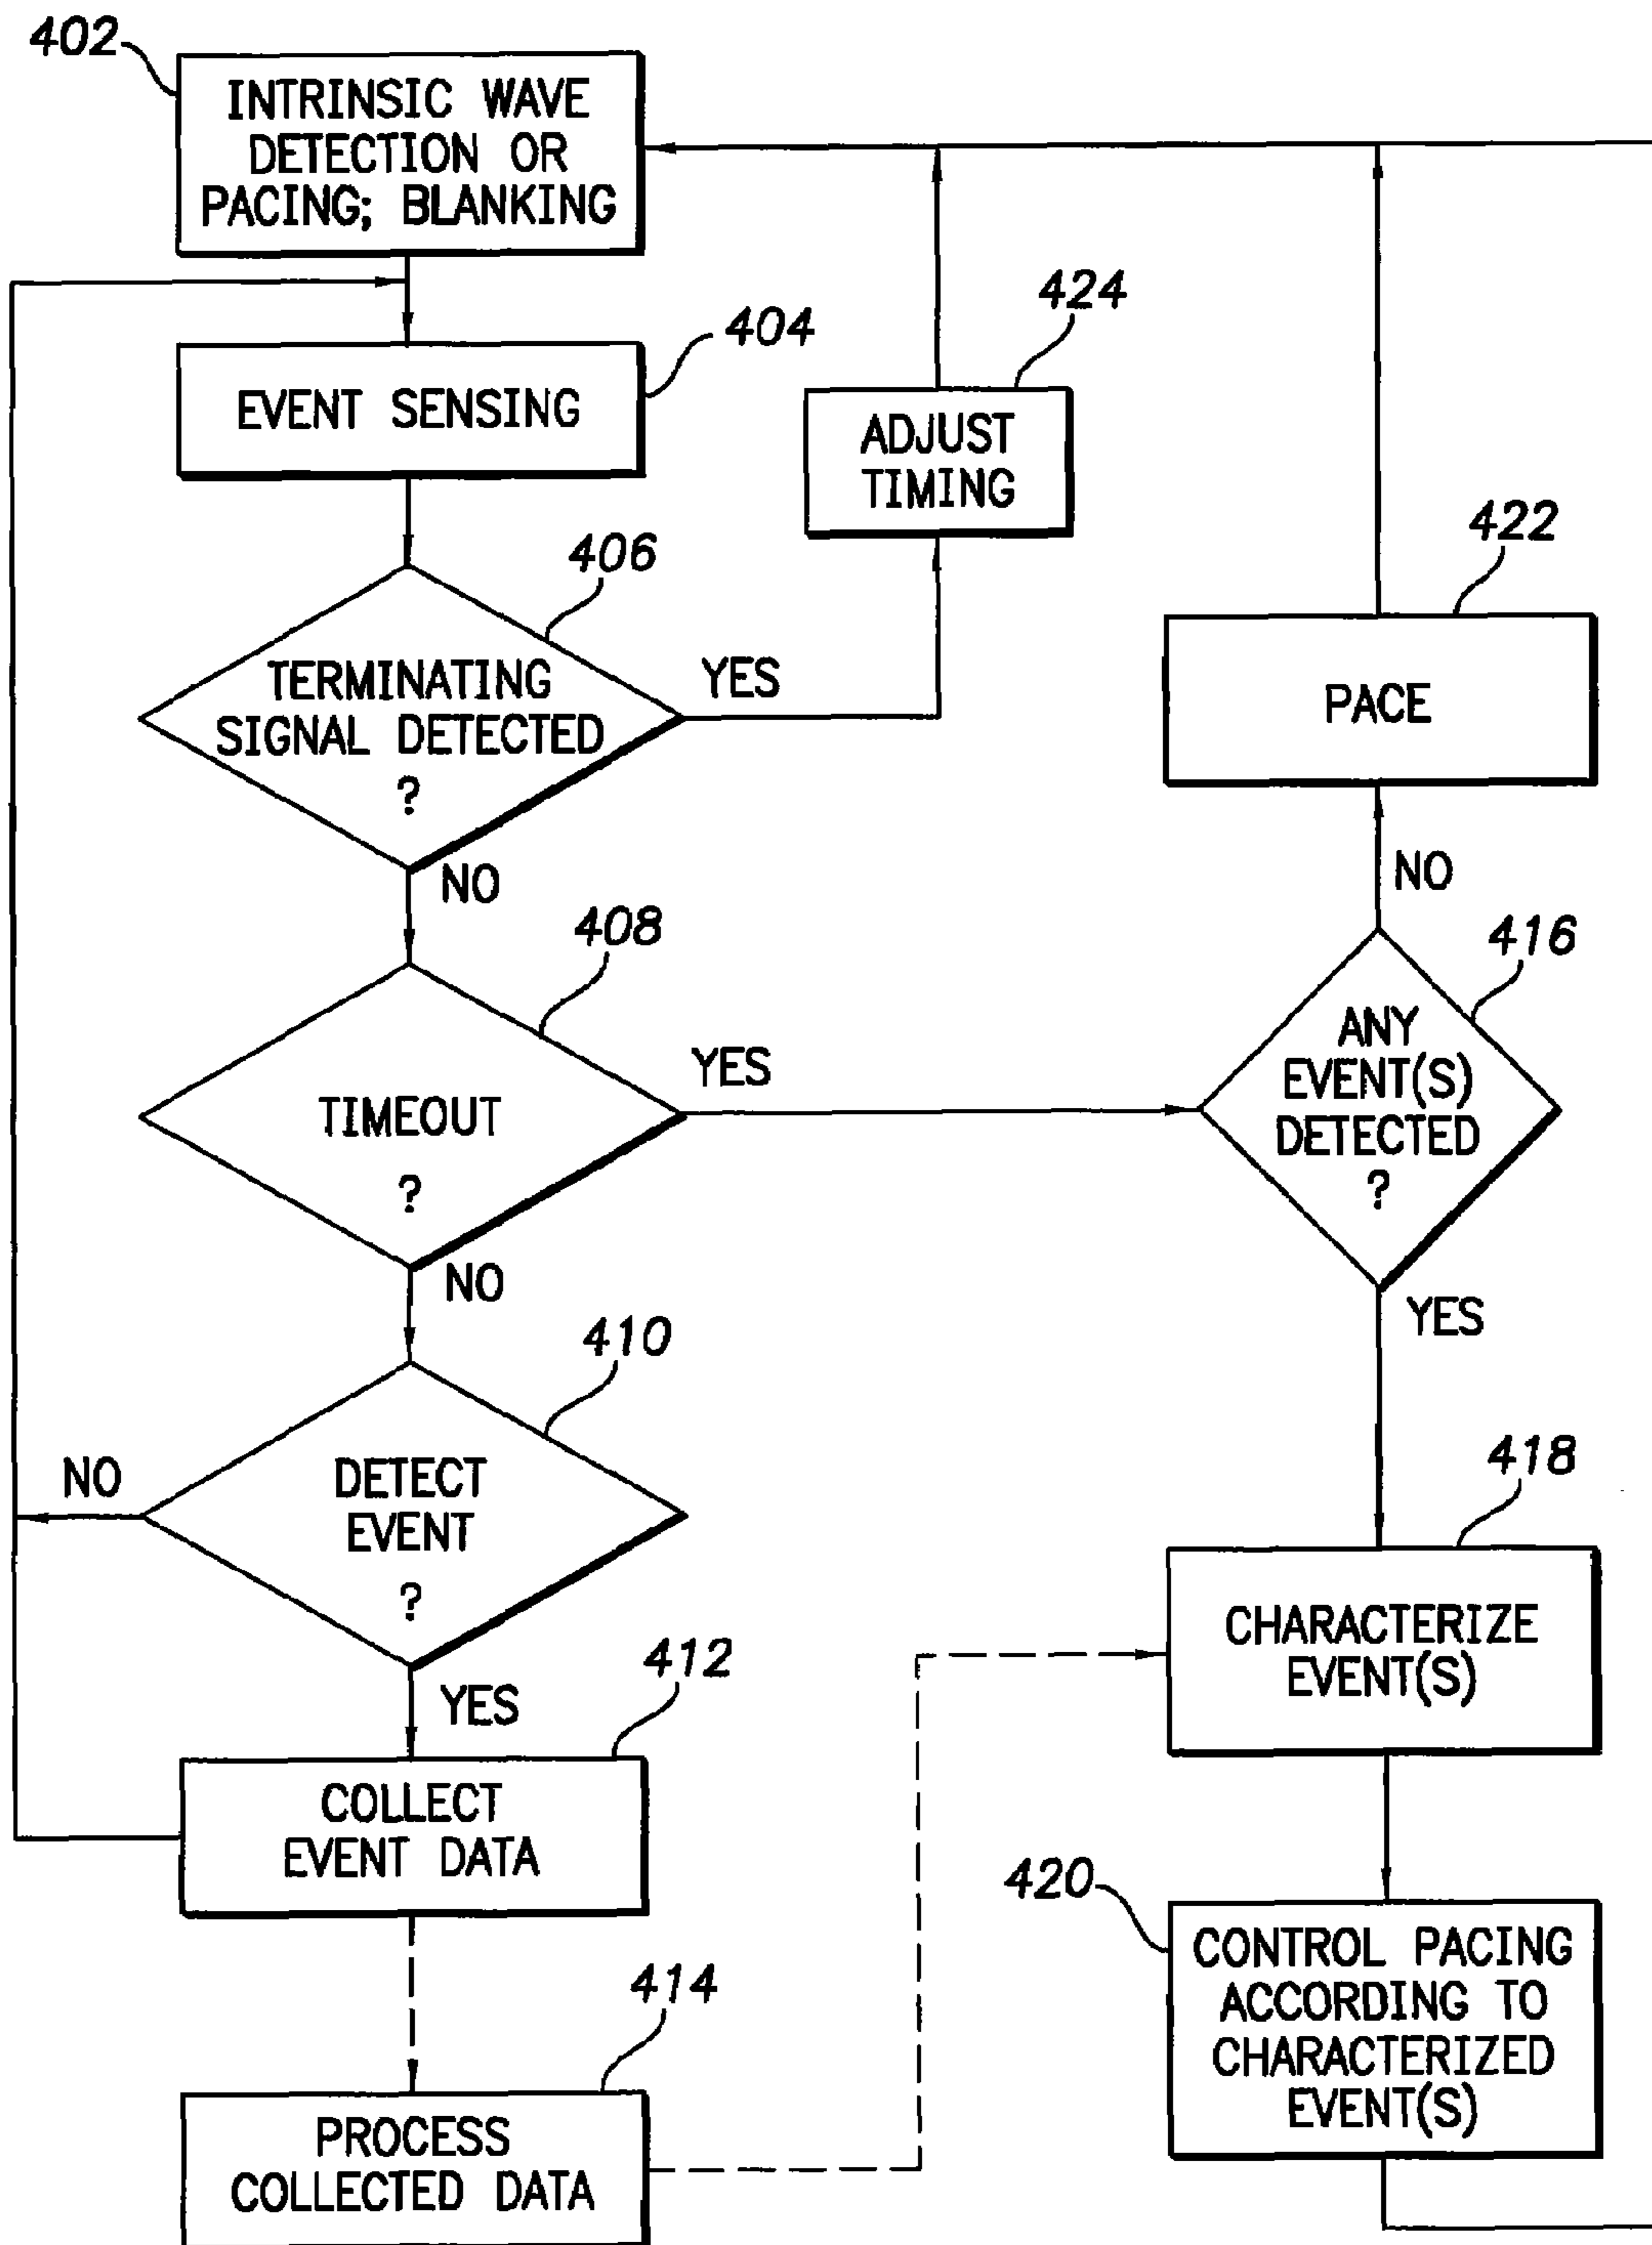 402
INTRINSIC WAVE
DETECTION OR
PACING; BLANKING
404
EVENT SENSING
424
ADJUST
TIMING
406
TERMINATING
SIGNAL DETECTED
?
YES
NO
422
PACE
NO
408
TIMEOUT
?
YES
NO
416
ANY
EVENT(S)
DETECTED
?
YES
410
DETECT
EVENT
?
NO
YES
412
COLLECT
EVENT DATA
418
CHARACTERIZE
EVENT(S)
414
PROCESS
COLLECTED DATA
420
CONTROL PACING
ACCORDING TO
CHARACTERIZED
EVENT(S)